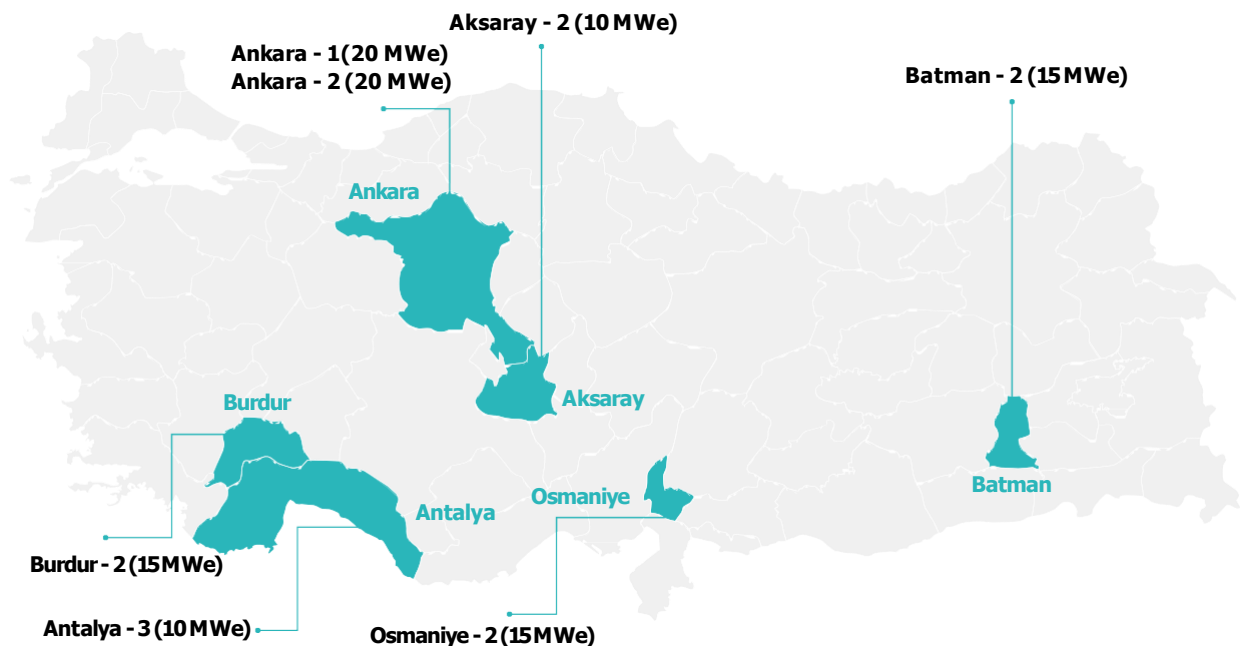 Aksaray - 2 (10 MWe)
Ankara - 1 (20 MWe)
Ankara - 2 (20 MWe)
Batman - 2 (15 MWe)
Ankara
Burdur
Aksaray
Osmaniye
Antalya
Batman
Burdur - 2 (15 MWe)
Antalya - 3 (10 MWe)
Osmaniye - 2 (15 MWe)